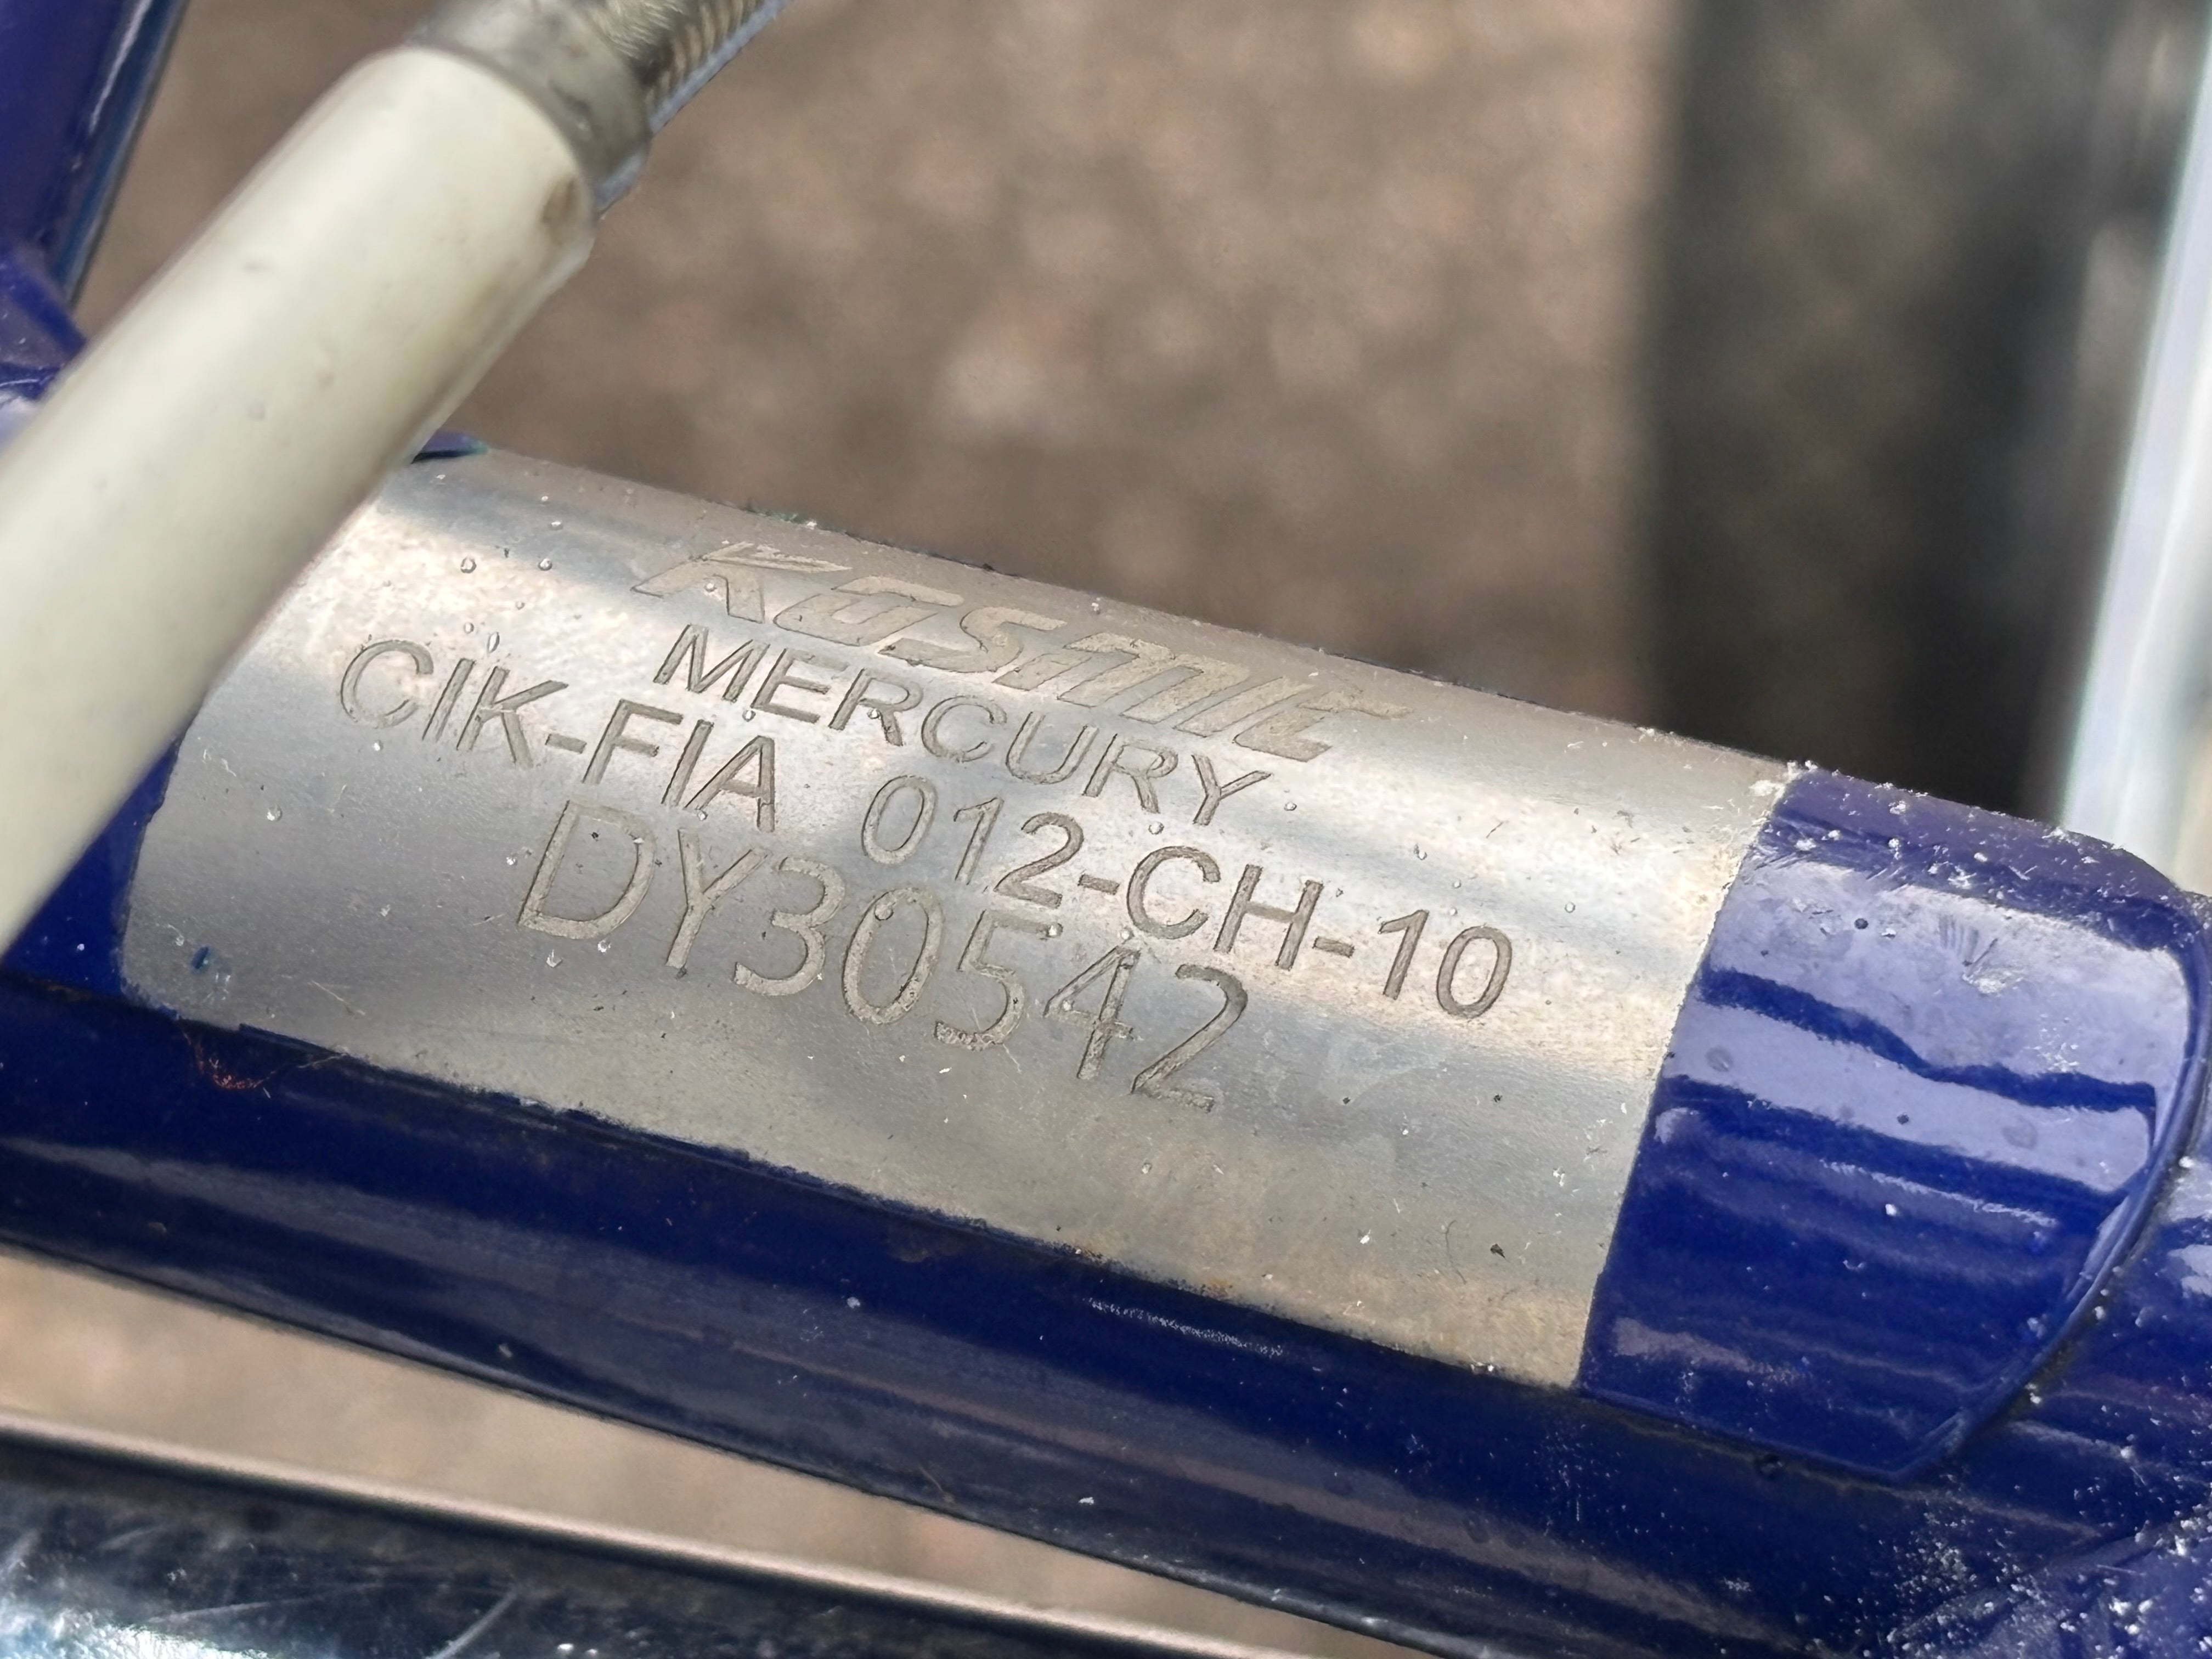 KOSMIC
MERCURY
CIK-FIA 012-CH-10
DY30542